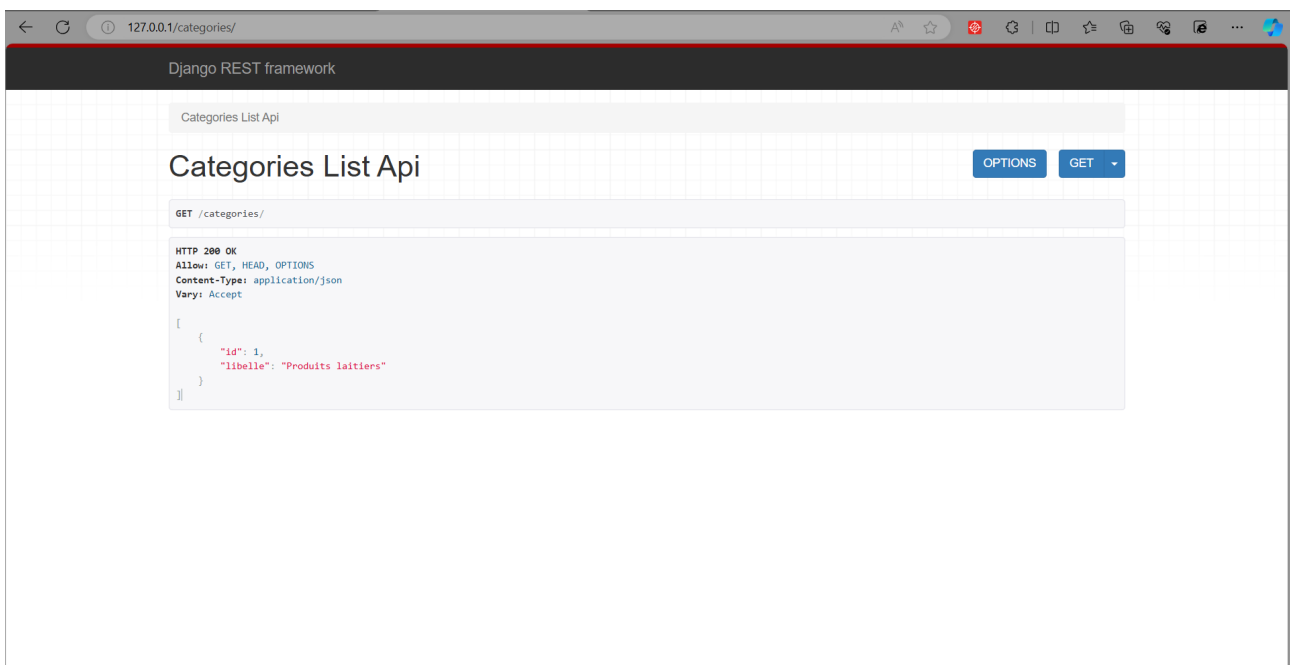 127.0.0.1/categories/
Django REST framework
Categories List Api
Categories List Api
OPTIONS
GET
GET /categories/
HTTP 200 OK
Allow: GET, HEAD, OPTIONS
Content-Type: application/json
Vary: Accept
[
{
"id": 1,
"libelle": "Produits laitiers"
}
]